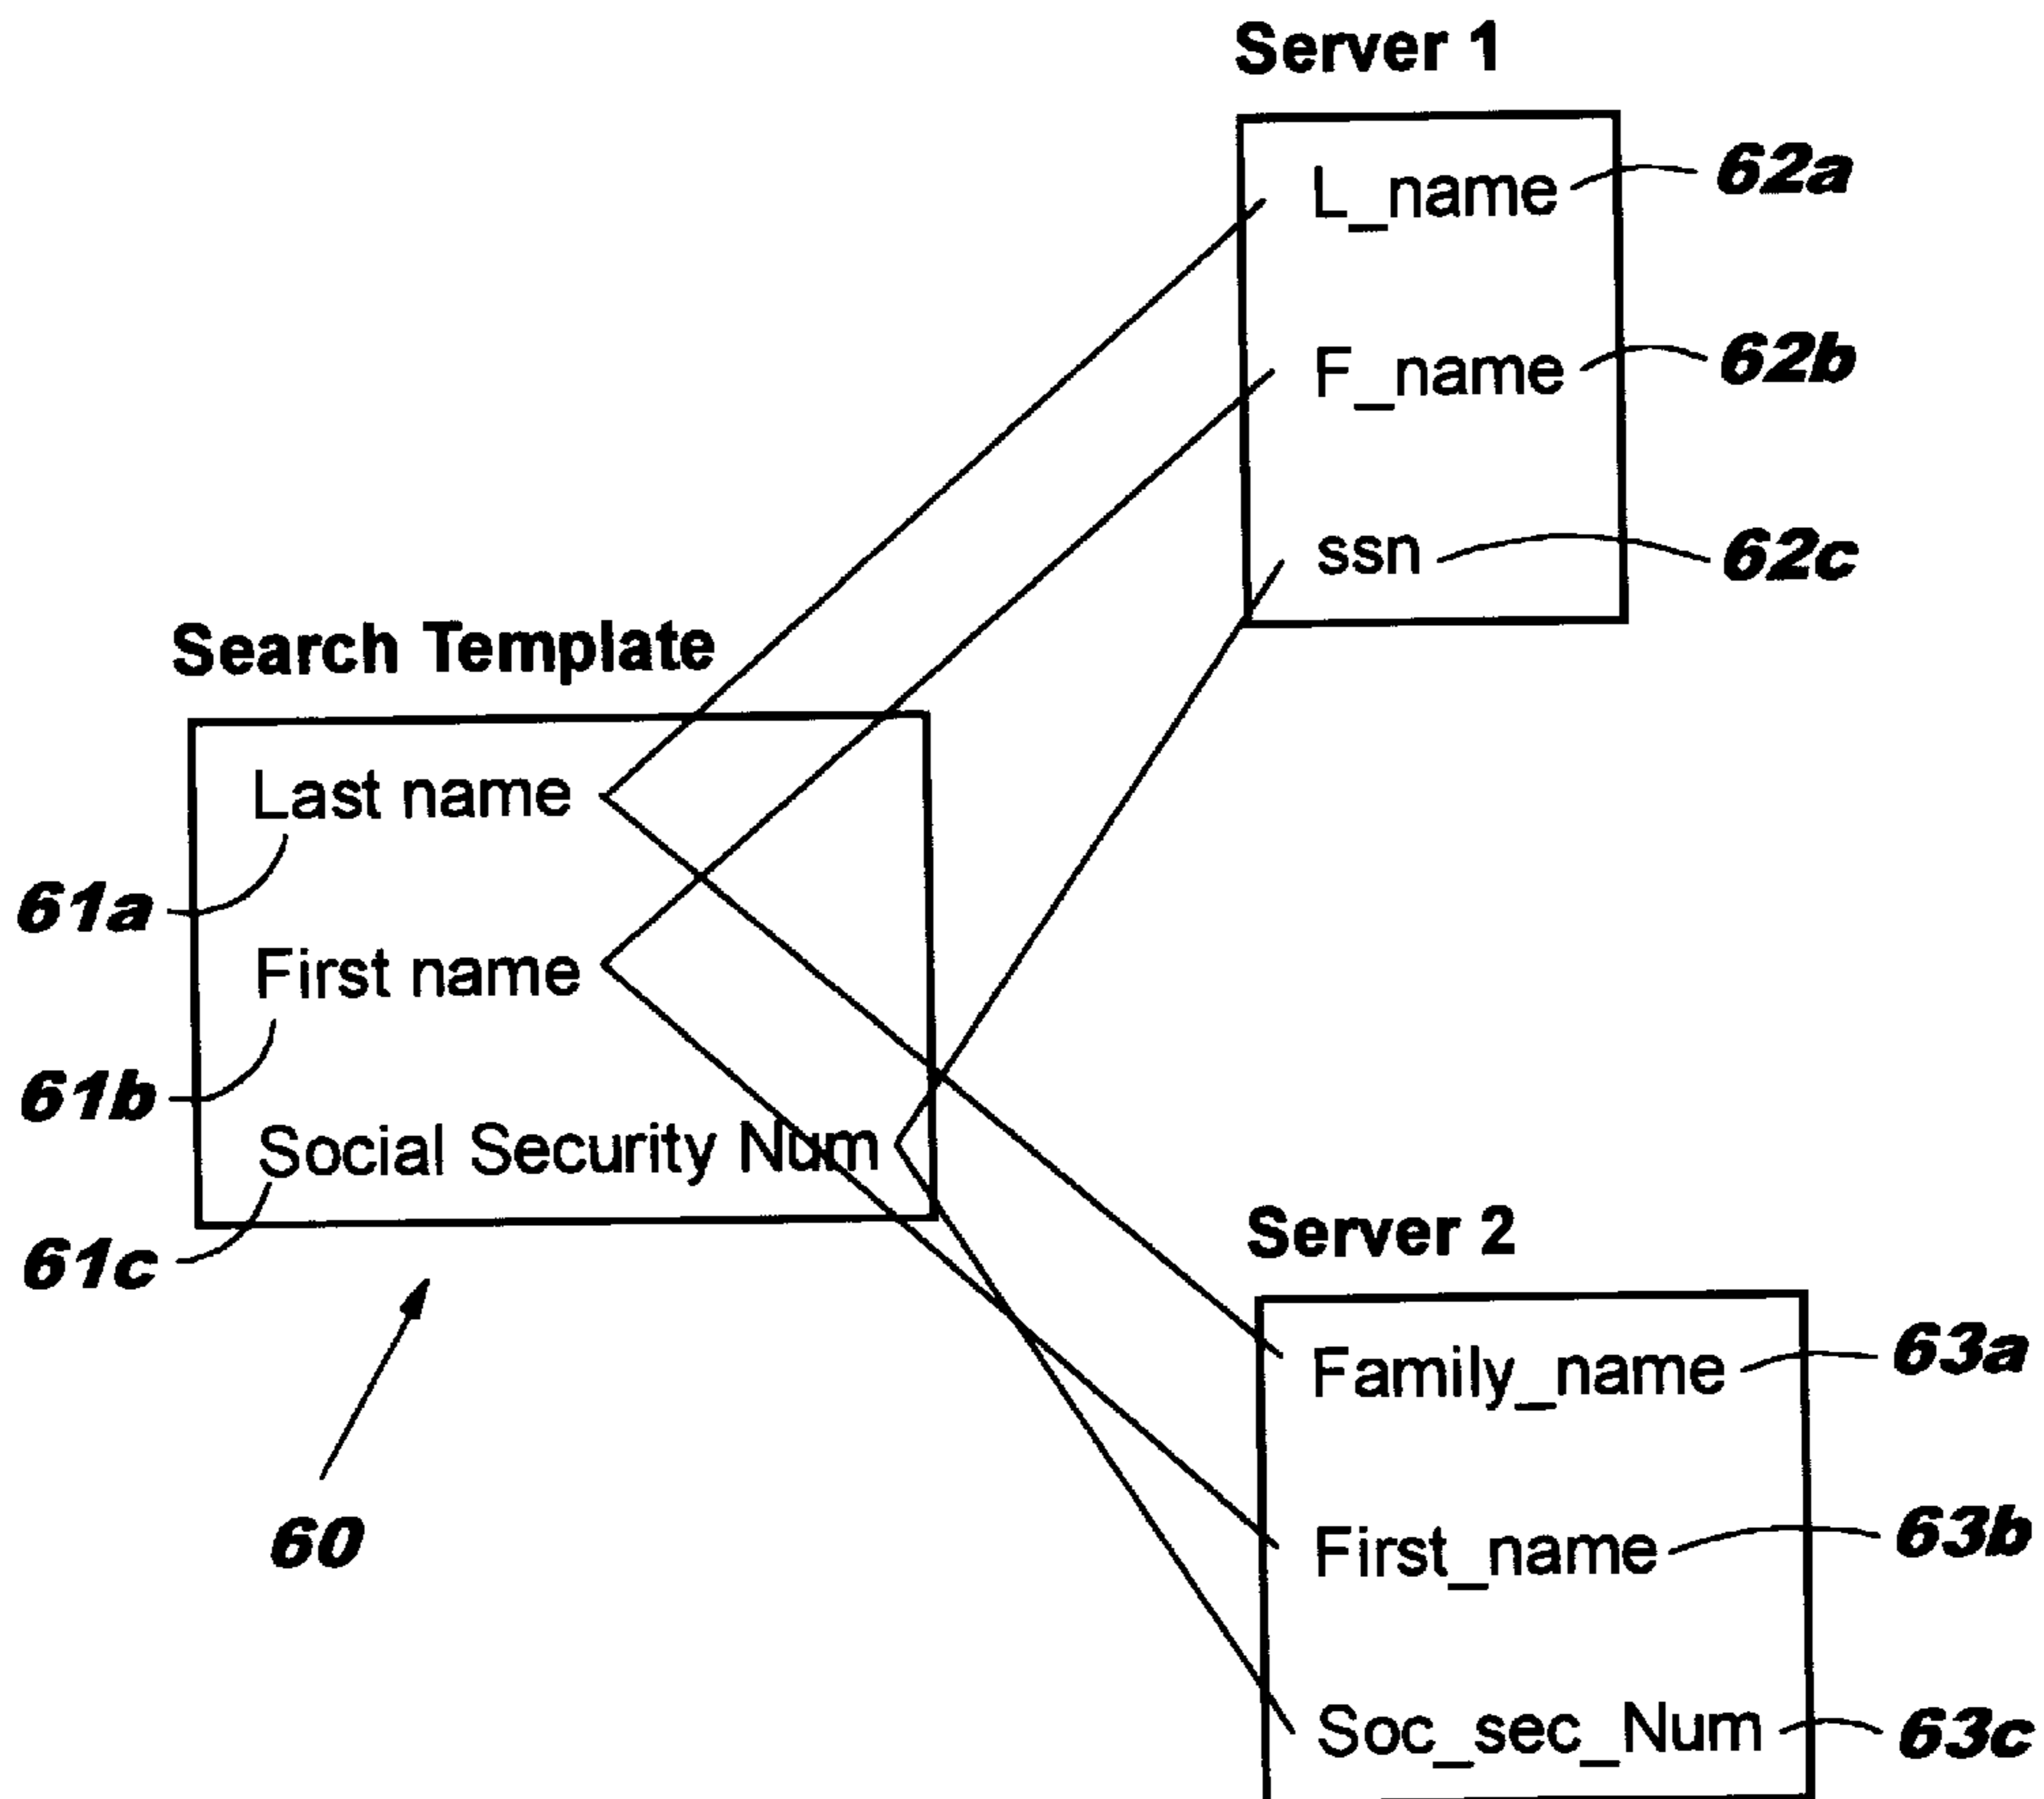 Server 1
L_name 62a
F_name 62b
ssn 62c
Search Template
Last name
61a
First name
61b
Social Security Num
61c
60
Server 2
Family_name 63a
First_name 63b
Soc_sec_Num 63c